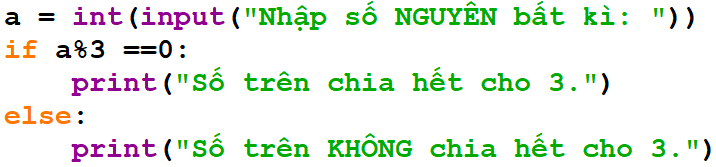 a = int(input("Nhập số NGUYÊN bất kì: "))
if a%3 ==0:
    print("Số trên chia hết cho 3.")
else:
    print("Số trên KHÔNG chia hết cho 3.")